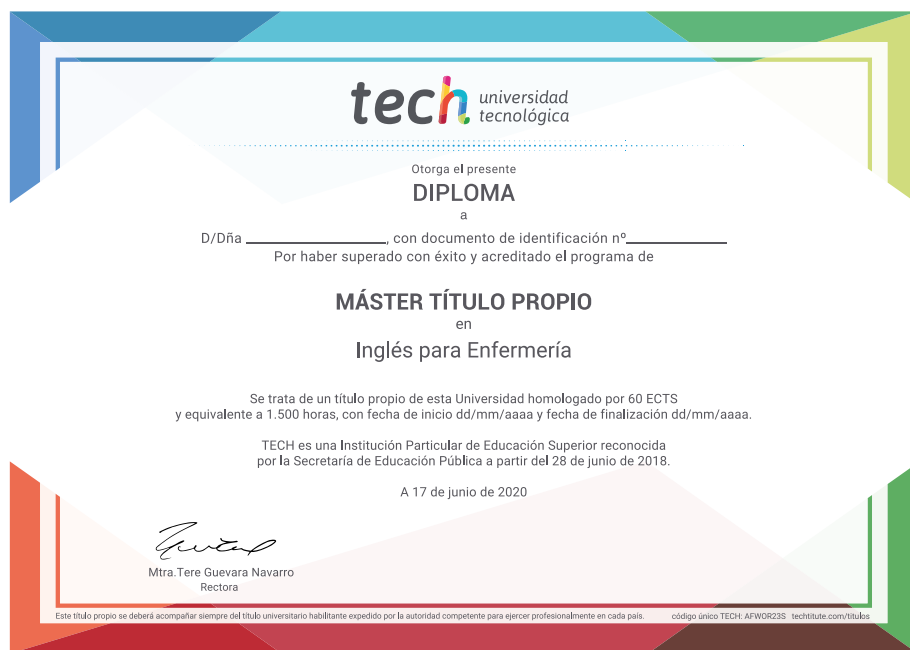 tech universidad
tecnológica
Otorga el presente
DIPLOMA
a
D/Dña ________________, con documento de identificación nº____________
Por haber superado con éxito y acreditado el programa de
MÁSTER TÍTULO PROPIO
en
Inglés para Enfermería
Se trata de un título propio de esta Universidad homologado por 60 ECTS
y equivalente a 1.500 horas, con fecha de inicio dd/mm/aaaa y fecha de finalización dd/mm/aaaa.
TECH es una Institución Particular de Educación Superior reconocida
por la Secretaría de Educación Pública a partir del 28 de junio de 2018.
A 17 de junio de 2020
Mtra.Tere Guevara Navarro
Rectora
Este título propio se deberá acompañar siempre del título universitario habilitante expedido por la autoridad competente para ejercer profesionalmente en cada país. código único TECH: AFWOR23S techtitute.com/titulos